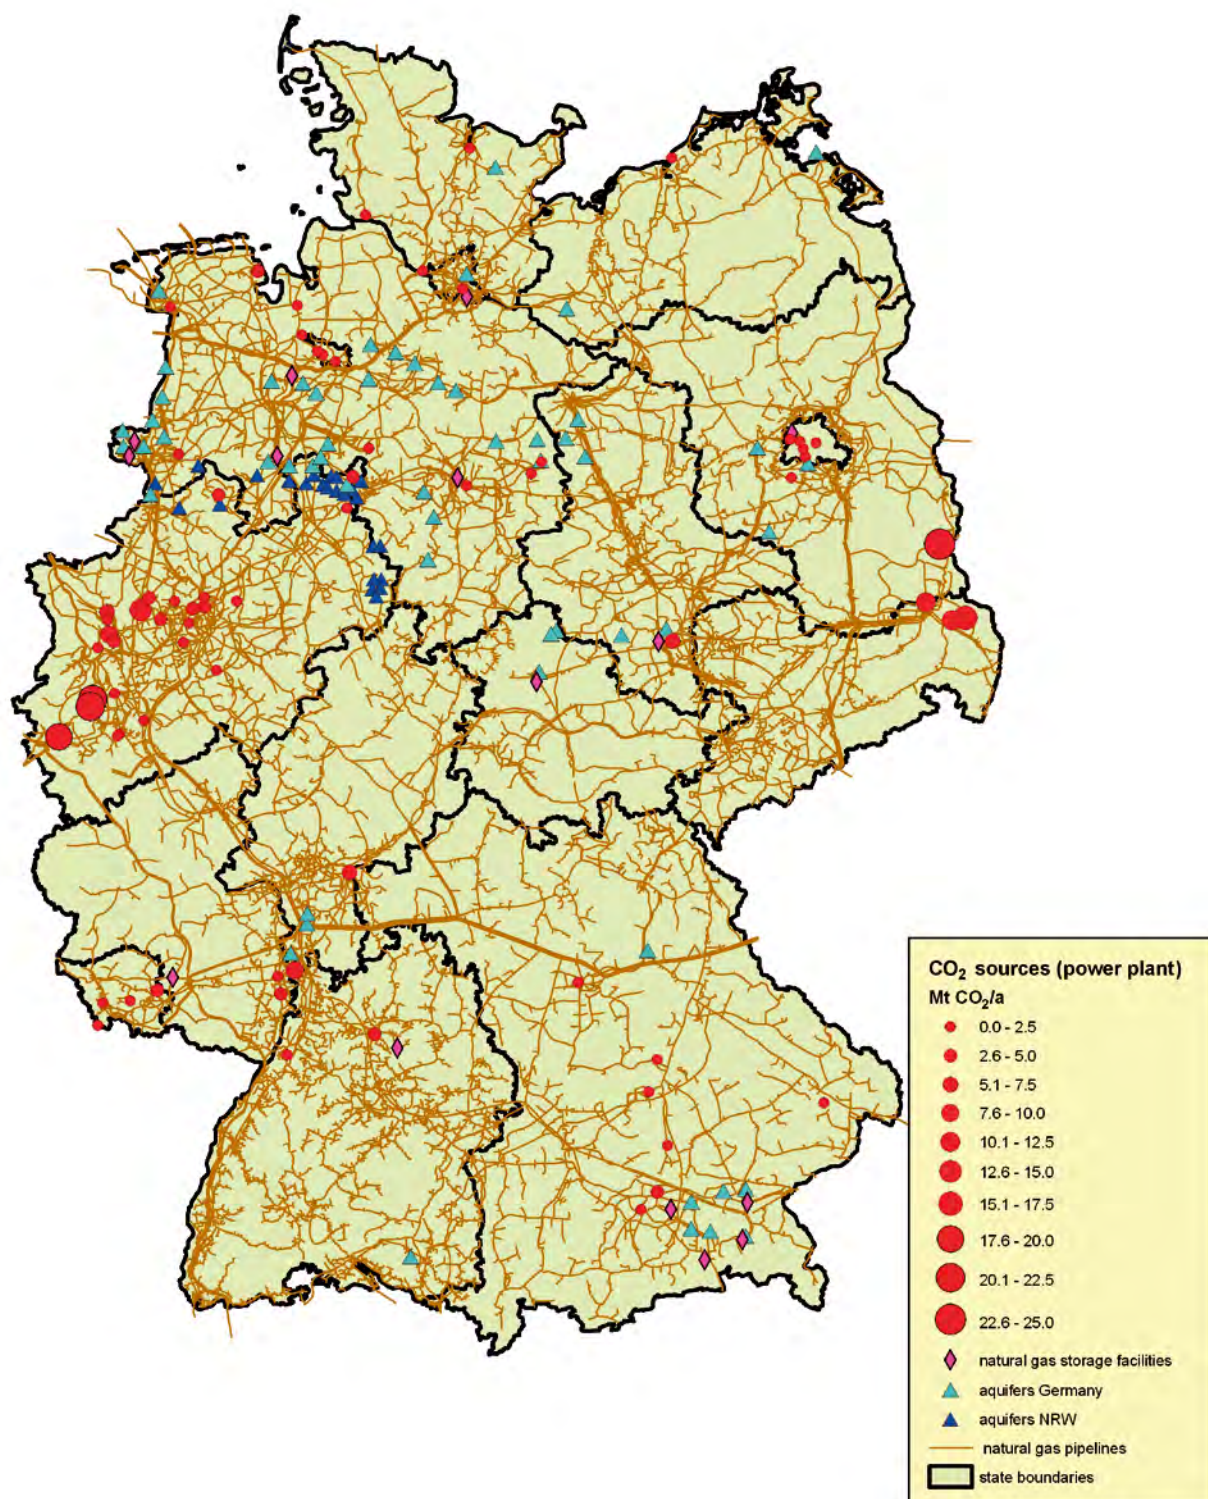 CO₂ sources (power plant)
Mt CO₂/a
0.0 - 2.5
2.6 - 5.0
5.1 - 7.5
7.6 - 10.0
10.1 - 12.5
12.6 - 15.0
15.1 - 17.5
17.6 - 20.0
20.1 - 22.5
22.6 - 25.0
natural gas storage facilities
aquifers Germany
aquifers NRW
natural gas pipelines
state boundaries